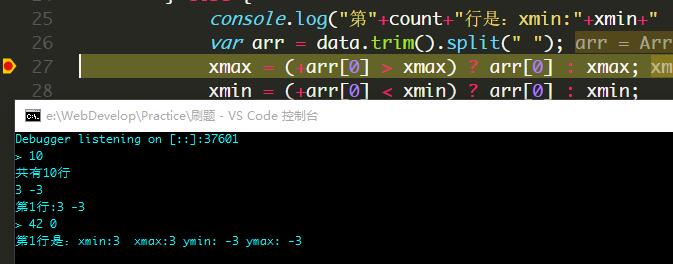 25 console.log("第"+count+"行是：xmin:"+xmin+"
26 var arr = data.trim().split(" "); arr = Arr
27 xmax = (+arr[0] > xmax) ? arr[0] : xmax; xm
28 xmin = (+arr[0] < xmin) ? arr[0] : xmin;
e:\WebDevelop\Practice\刷题 - VS Code 控制台
Debugger listening on [::]:37601
> 10
共有10行
3 -3
第1行:3 -3
> 42 0
第1行是：xmin:3 xmax:3 ymin: -3 ymax: -3